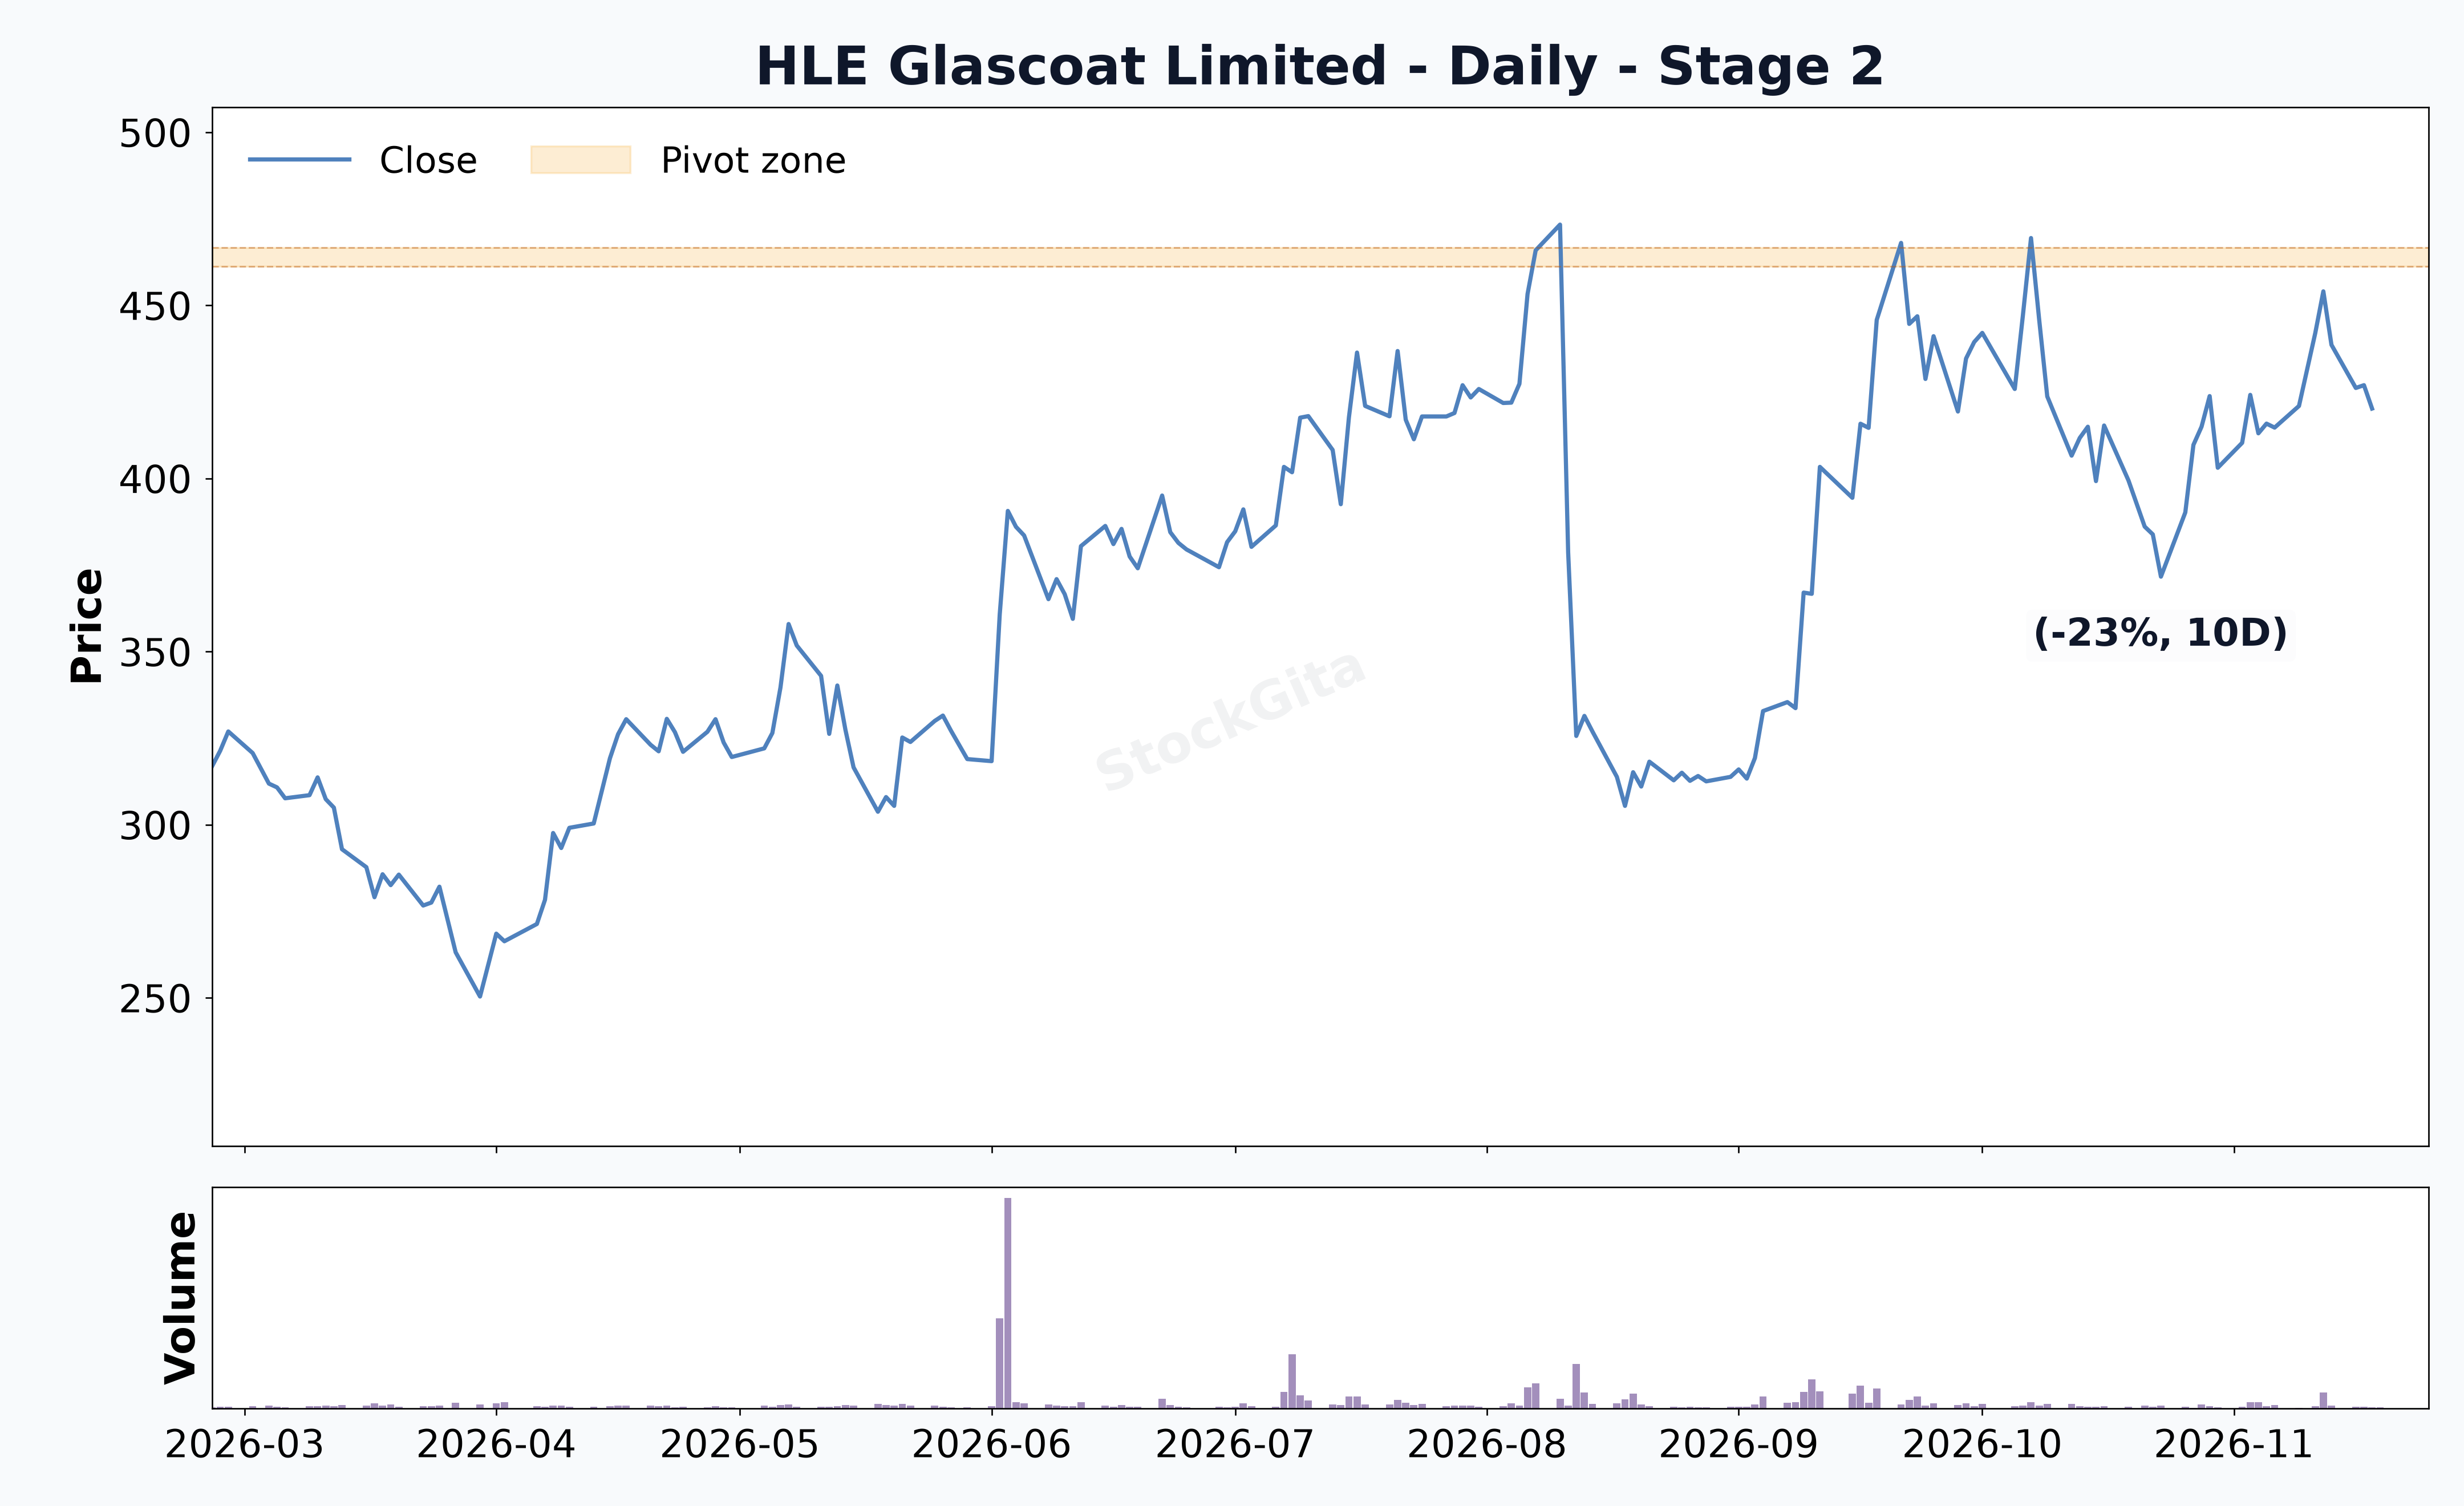 HLE Glascoat Limited - Daily - Stage 2
Close
Pivot zone
Price
500
450
400
350
300
250
StockGita
(-23%, 10D)
Volume
2026-03
2026-04
2026-05
2026-06
2026-07
2026-08
2026-09
2026-10
2026-11